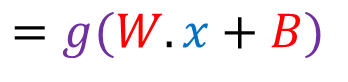 = g(W.x + B)